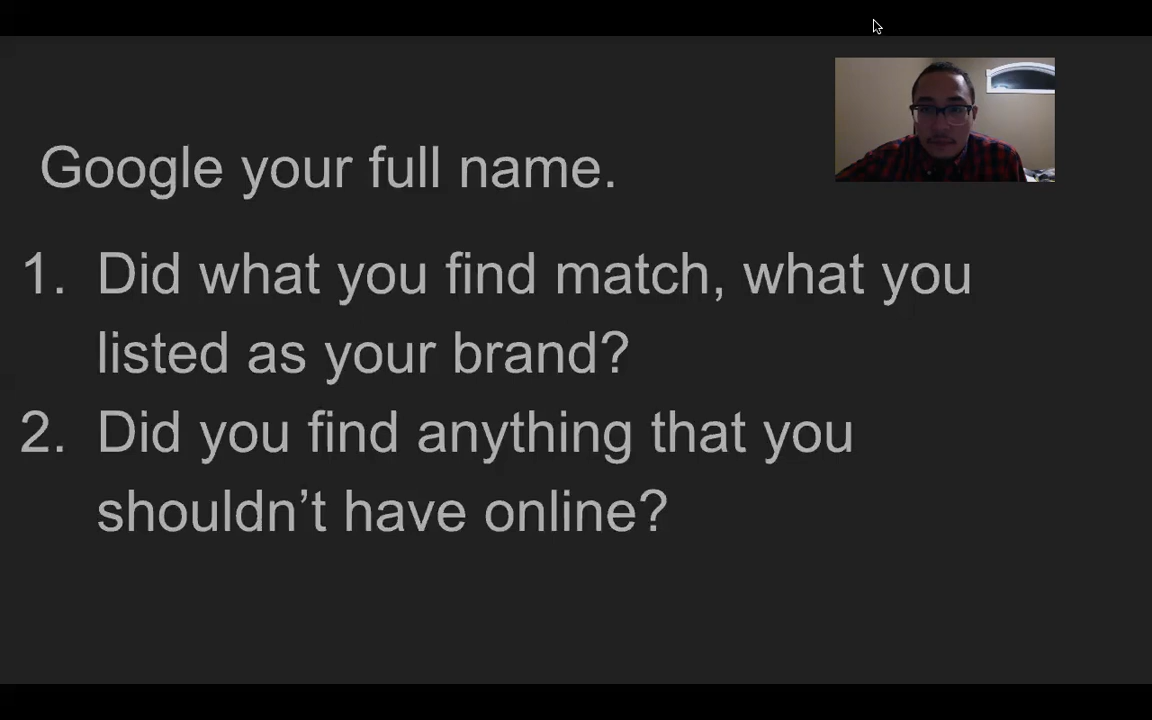 Google your full name.
1. Did what you find match, what you
listed as your brand?
2. Did you find anything that you
shouldn’t have online?